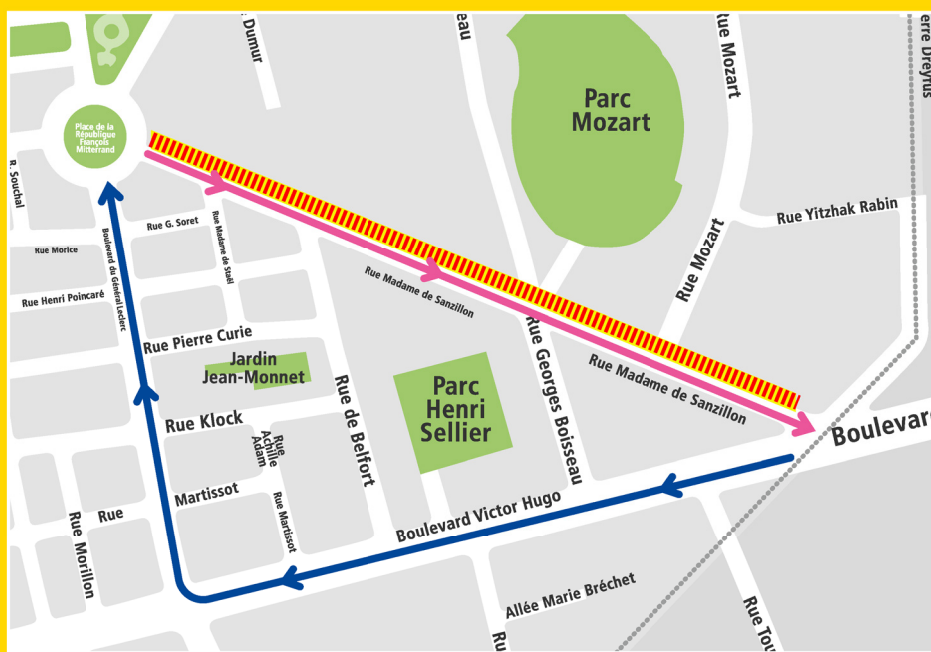 Dumur
eau
Rue Mozart
erre Dreyfus
Parc
Mozart
Place de la
République
François
Mitterrand
R. Souchal
Rue G. Soret
Rue Madame de Staël
Rue Yitzhak Rabin
Rue Morice
Boulevard du Général Leclerc
Rue Mozart
Rue Madame de Sanzillon
Rue Henri Poincaré
Rue Pierre Curie
Jardin
Jean-Monnet
Rue Georges Boisseau
Rue Madame de Sanzillon
Parc
Henri
Sellier
Rue de Belfort
Rue Klock
Rue
Achille
Adam
Boulevard
Martissot
Rue
Rue Martissot
Boulevard Victor Hugo
Rue Morillon
Allée Marie Bréchet
Ru
Rue Tou